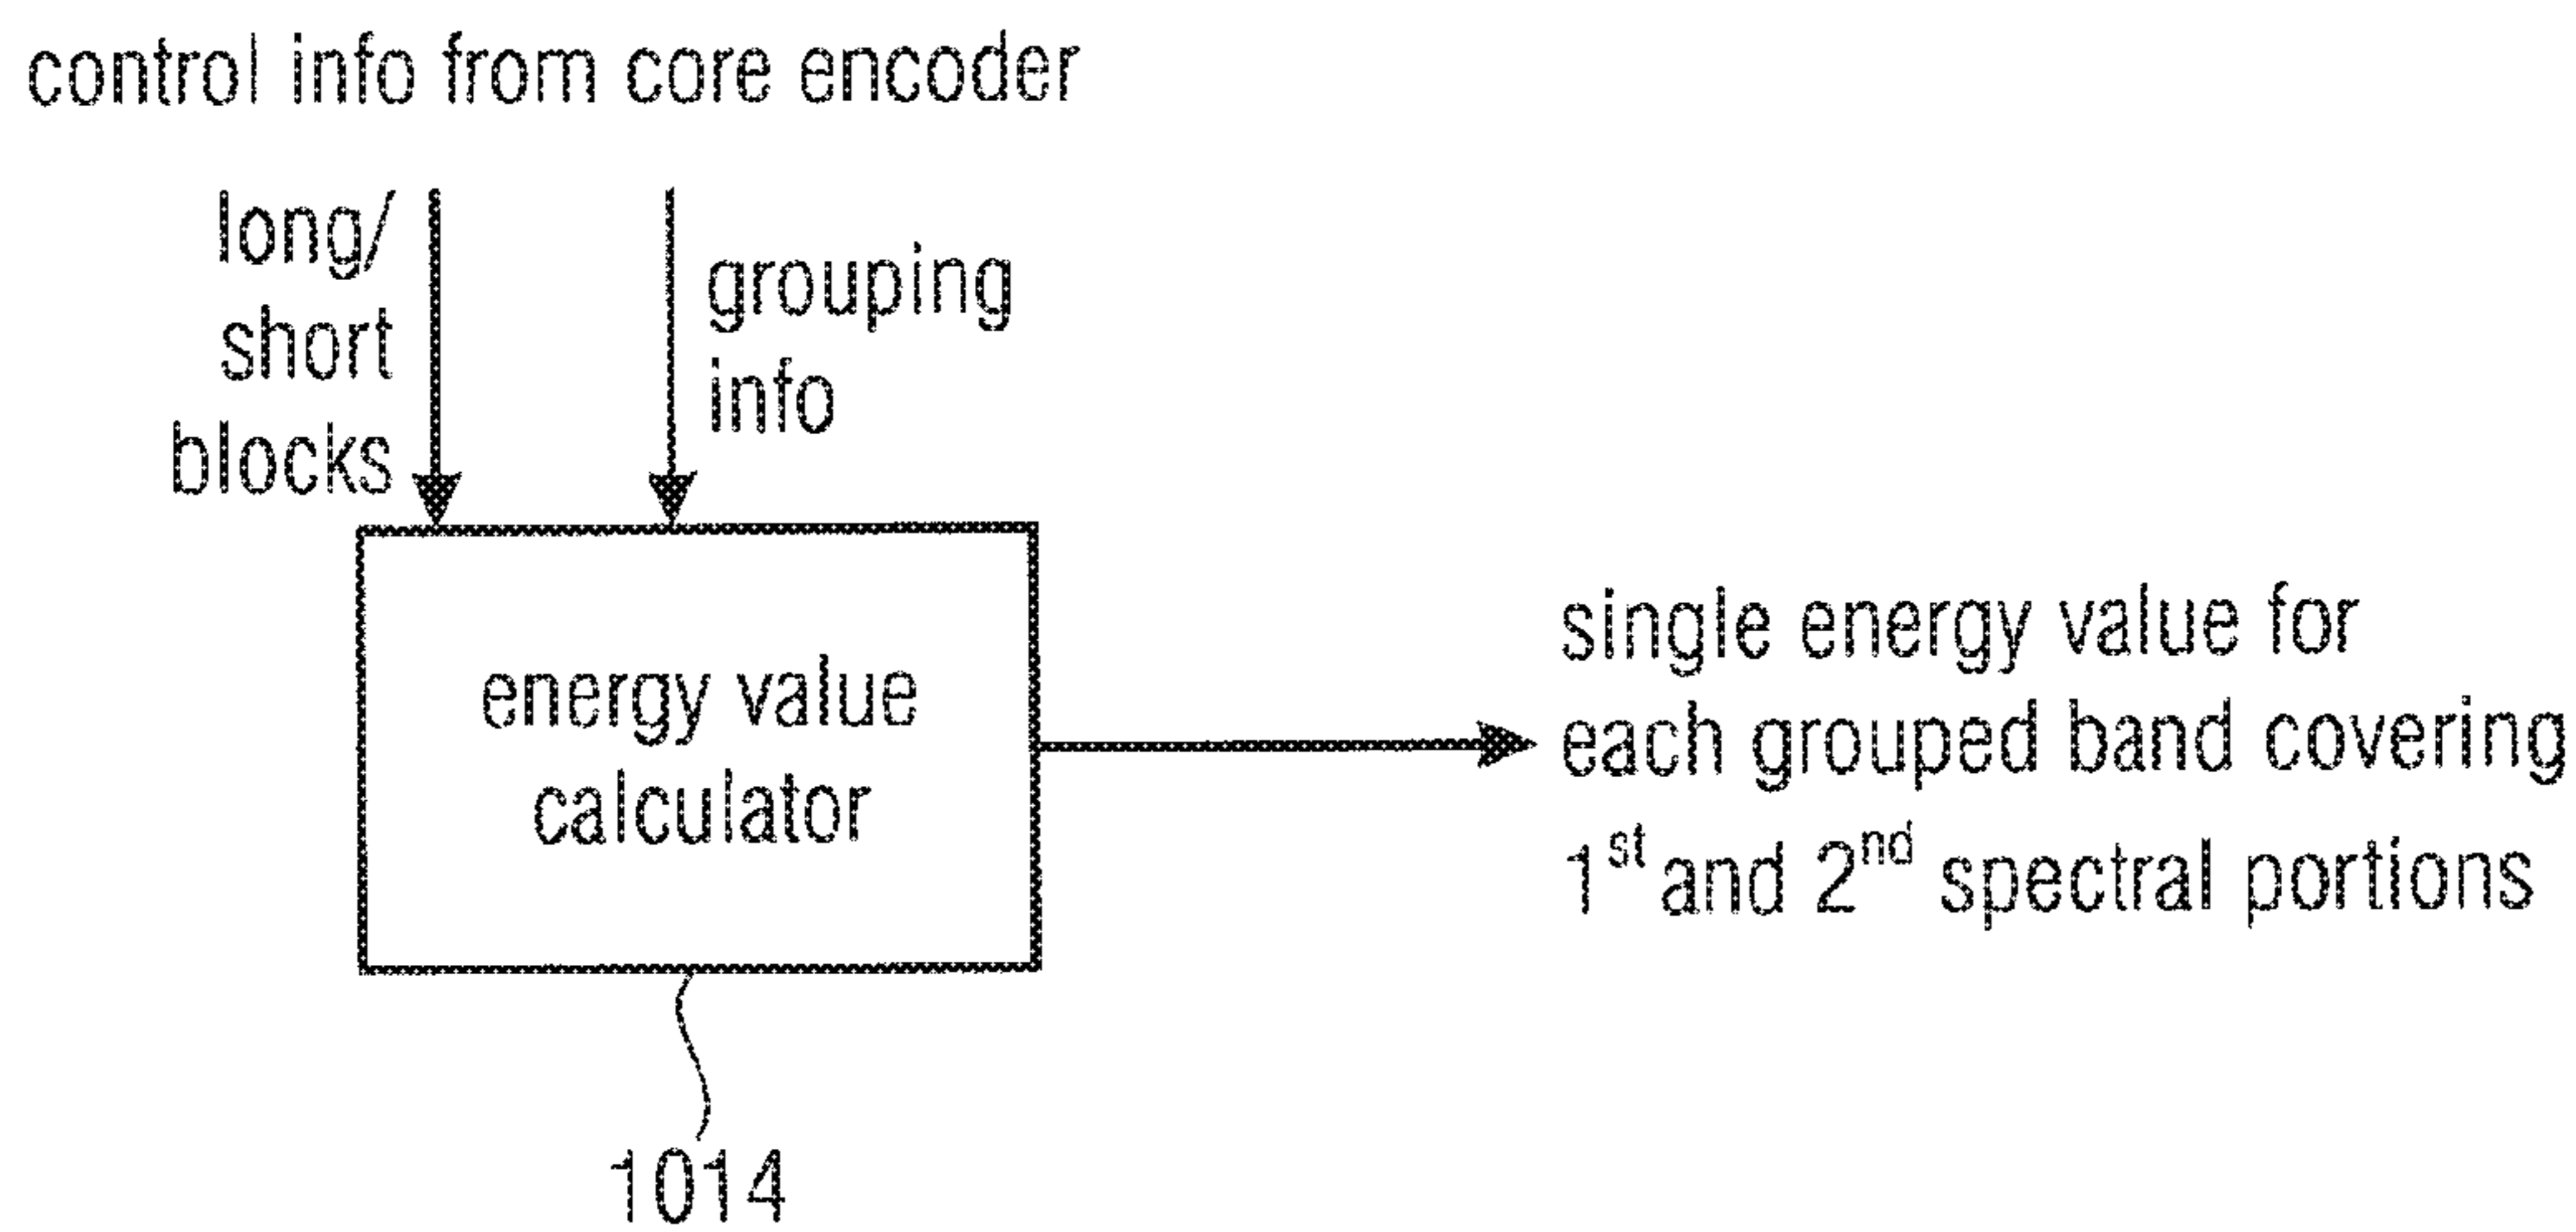 control info from core encoder
long/
short
blocks
grouping
info
energy value
calculator
single energy value for
each grouped band covering
1st and 2nd spectral portions
1014